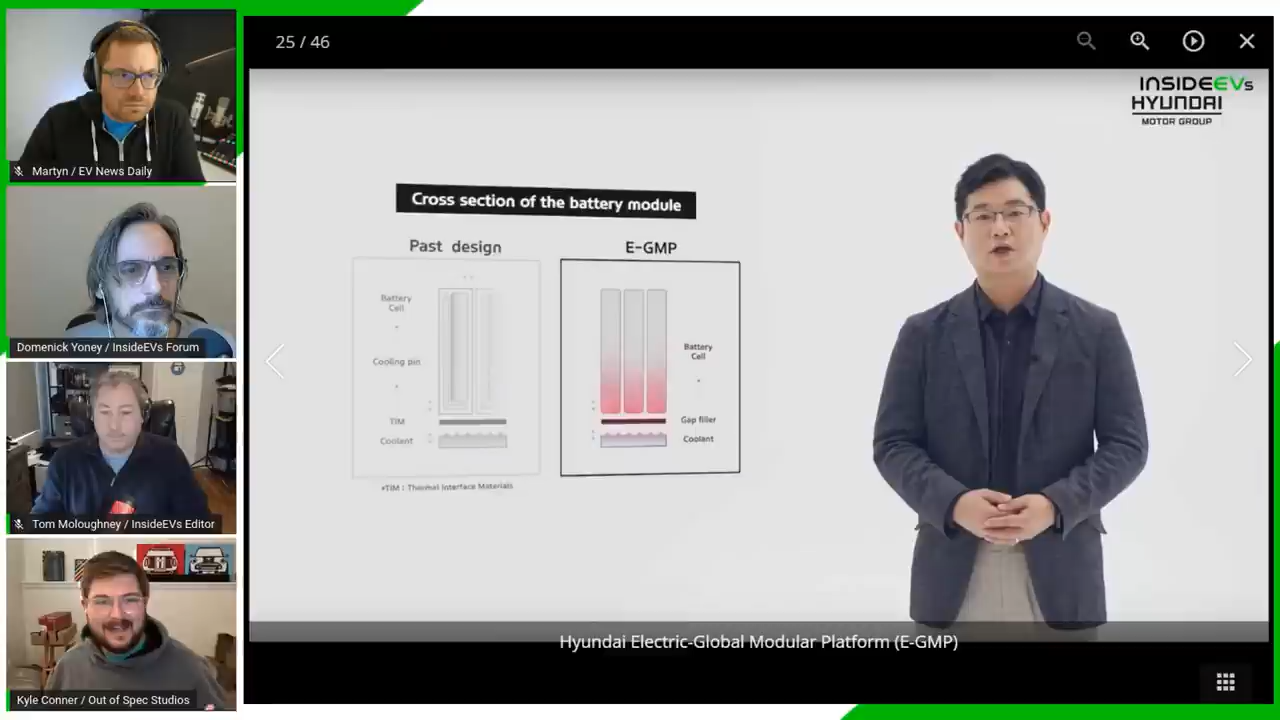 Martyn / EV News Daily
Domenick Yoney / InsideEVs Forum
Tom Moloughney / InsideEVs Editor
Kyle Conner / Out of Spec Studios
25 / 46
INSIDEEVs
HYUNDAI
MOTOR GROUP
Cross section of the battery module
Past design
Battery
Cell
Cooling pin
TIM
Coolant
•TIM : Thermal Interface Materials
E-GMP
Battery
Cell
Gap filler
Coolant
Hyundai Electric-Global Modular Platform (E-GMP)